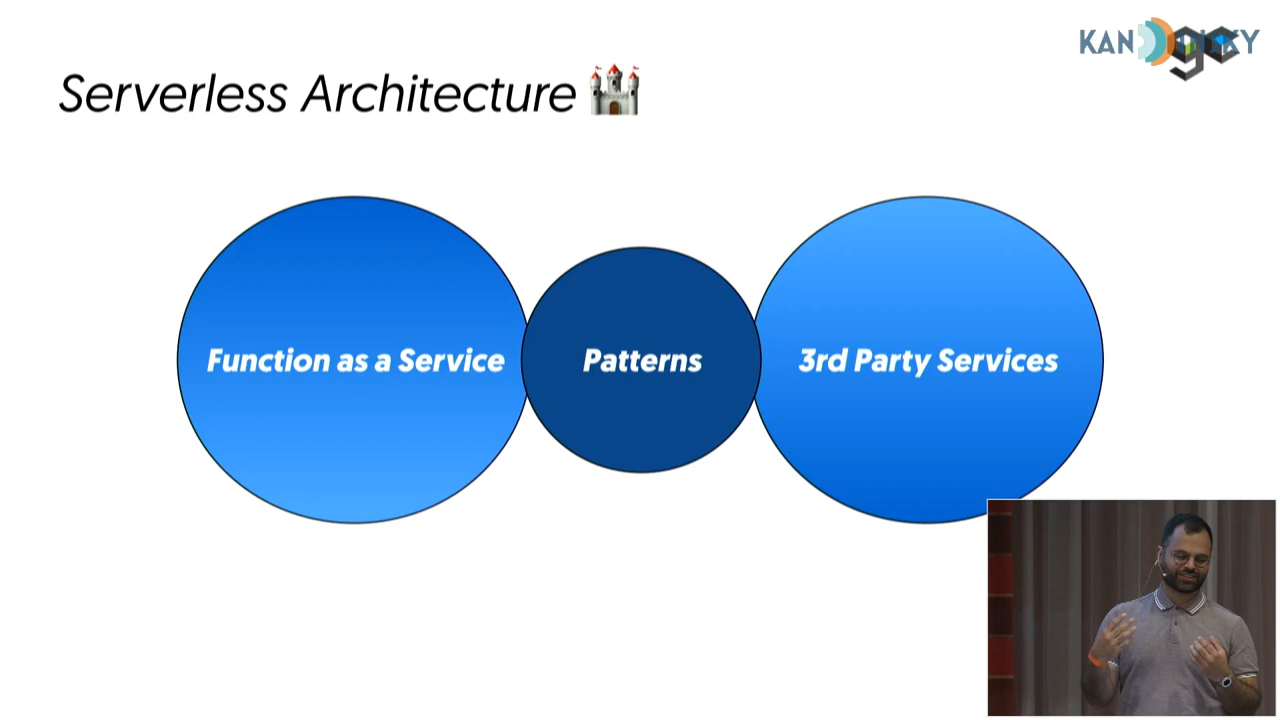 Serverless Architecture
Function as a Service
Patterns
3rd Party Services